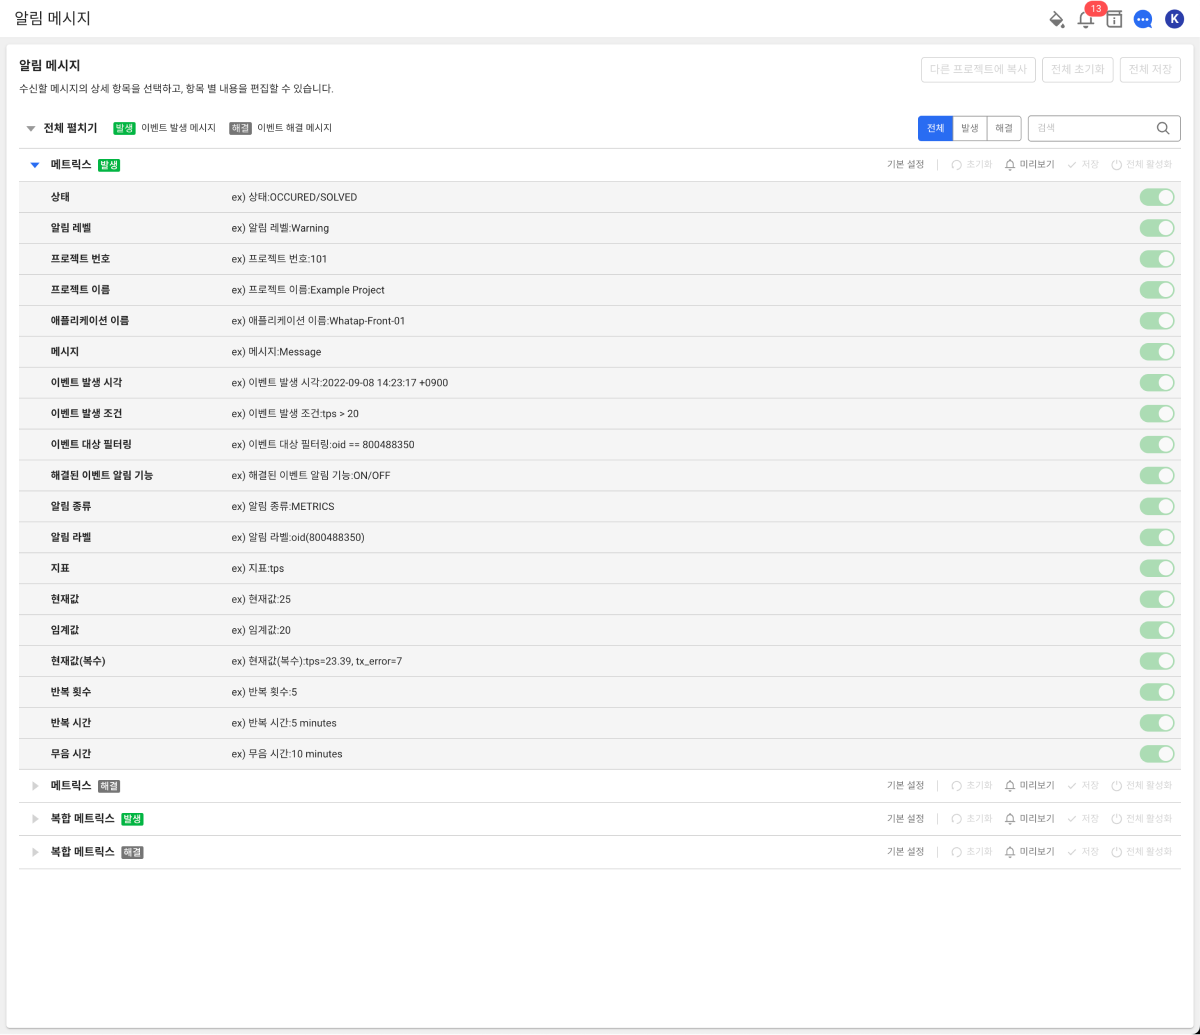 알림 메시지
13
K
알림 메시지
다른 프로젝트에 복사 전체 초기화 전체 저장
수신할 메시지의 상세 항목을 선택하고, 항목 별 내용을 편집할 수 있습니다.
전체 펼치기 발생 이벤트 발생 메시지 해결 이벤트 해결 메시지 전체 발생 해결 검색
메트릭스 발생 기본 설정 초기화 미리보기 저장 전체 활성화
상태 ex) 상태:OCCURED/SOLVED
알림 레벨 ex) 알림 레벨:Warning
프로젝트 번호 ex) 프로젝트 번호:101
프로젝트 이름 ex) 프로젝트 이름:Example Project
애플리케이션 이름 ex) 애플리케이션 이름:Whatap-Front-01
메시지 ex) 메시지:Message
이벤트 발생 시각 ex) 이벤트 발생 시각:2022-09-08 14:23:17 +0900
이벤트 발생 조건 ex) 이벤트 발생 조건:tps > 20
이벤트 대상 필터링 ex) 이벤트 대상 필터링:oid == 800488350
해결된 이벤트 알림 기능 ex) 해결된 이벤트 알림 기능:ON/OFF
알림 종류 ex) 알림 종류:METRICS
알림 라벨 ex) 알림 라벨:oid(800488350)
지표 ex) 지표:tps
현재값 ex) 현재값:25
임계값 ex) 임계값:20
현재값(복수) ex) 현재값(복수):tps=23.39, tx_error=7
반복 횟수 ex) 반복 횟수:5
반복 시간 ex) 반복 시간:5 minutes
무음 시간 ex) 무음 시간:10 minutes
메트릭스 해결 기본 설정 초기화 미리보기 저장 전체 활성화
복합 메트릭스 발생 기본 설정 초기화 미리보기 저장 전체 활성화
복합 메트릭스 해결 기본 설정 초기화 미리보기 저장 전체 활성화